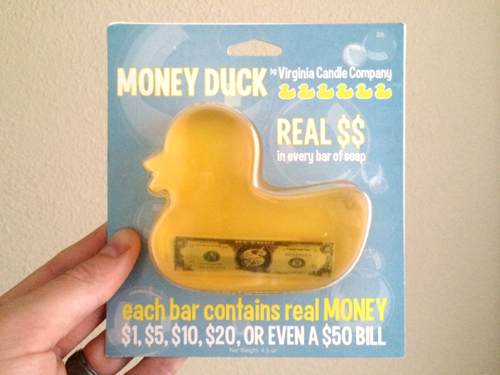 MONEY DUCK by Virginia Candle Company
REAL $$
in every bar of soap
each bar contains real MONEY
$1, $5, $10, $20, OR EVEN A $50 BILL
Net Weight: 4.2 oz